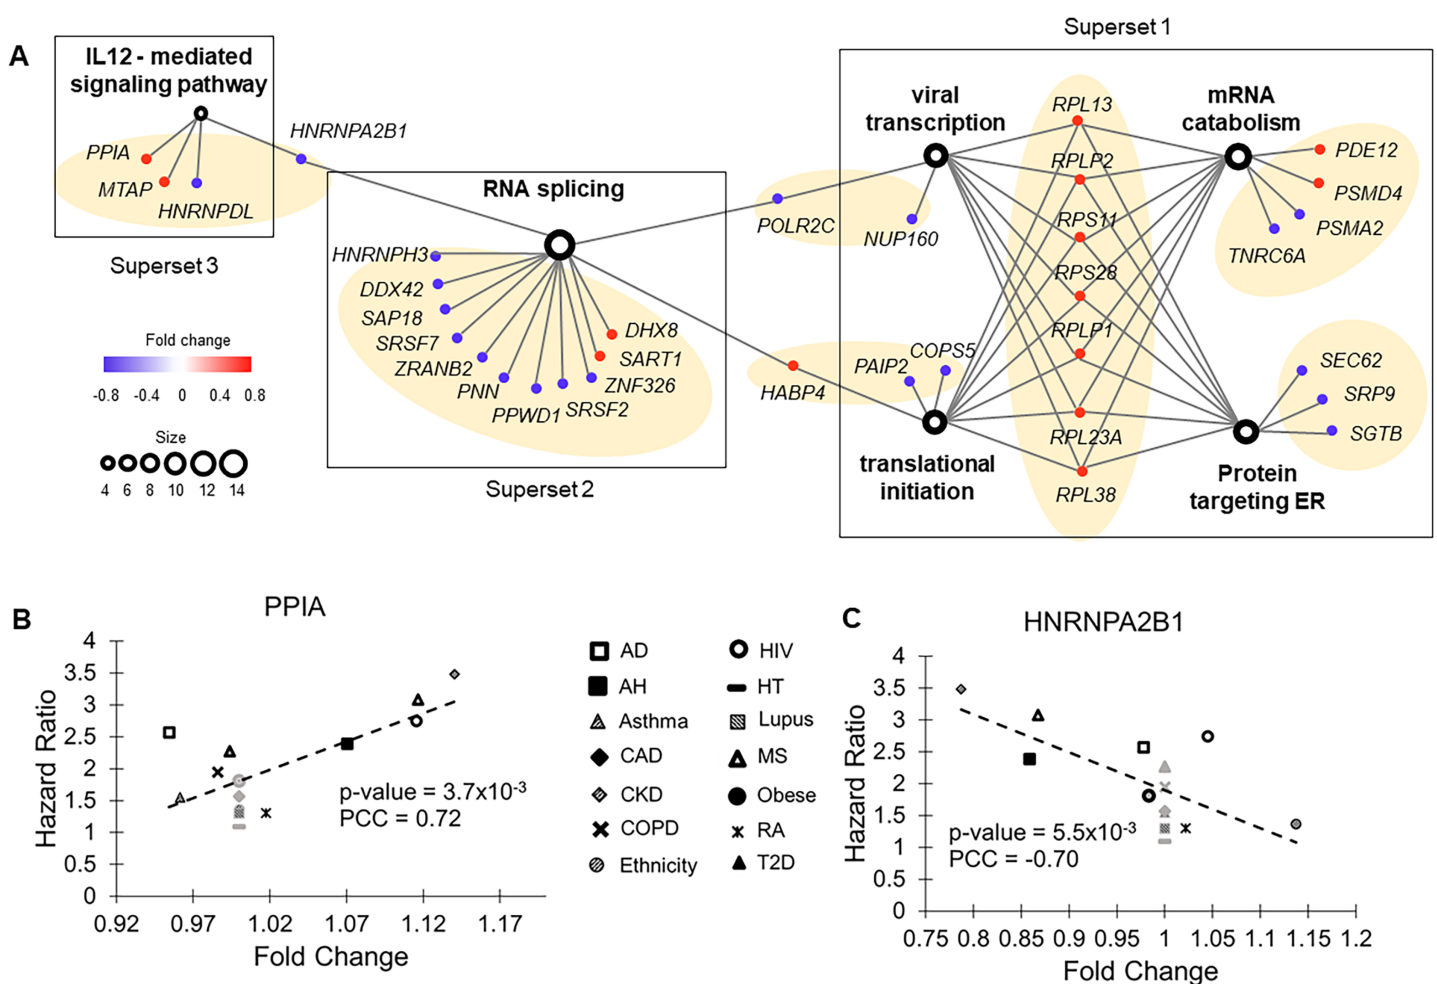 A
Superset 1
IL12 - mediated
signaling pathway
PPIA
MTAP
HNRNPDL
HNRNPA2B1
Superset 3
RNA splicing
HNRNPH3
DDX42
SAP18
SRSF7
ZRANB2
PNN
PPWD1
SRSF2
ZNF326
SART1
DHX8
Superset 2
POLR2C
NUP160
HABP4
PAIP2
COPS5
viral
transcription
mRNA
catabolism
RPL13
RPLP2
RPS11
RPS28
RPLP1
RPL23A
RPL38
PDE12
PSMD4
PSMA2
TNRC6A
SEC62
SRP9
SGTB
translational
initiation
Protein
targeting ER
Fold change
-0.8 -0.4 0 0.4 0.8
Size
4 6 8 10 12 14
B
PPIA
Hazard Ratio
4
3.5
3
2.5
2
1.5
1
0.5
0
p-value = 3.7x10-3
PCC = 0.72
0.92 0.97 1.02 1.07 1.12 1.17
Fold Change
AD
AH
Asthma
CAD
CKD
COPD
Ethnicity
HIV
HT
Lupus
MS
Obese
RA
T2D
C
HNRNPA2B1
Hazard Ratio
4
3.5
3
2.5
2
1.5
1
0.5
0
p-value = 5.5x10-3
PCC = -0.70
0.75 0.8 0.85 0.9 0.95 1 1.05 1.1 1.15 1.2
Fold Change